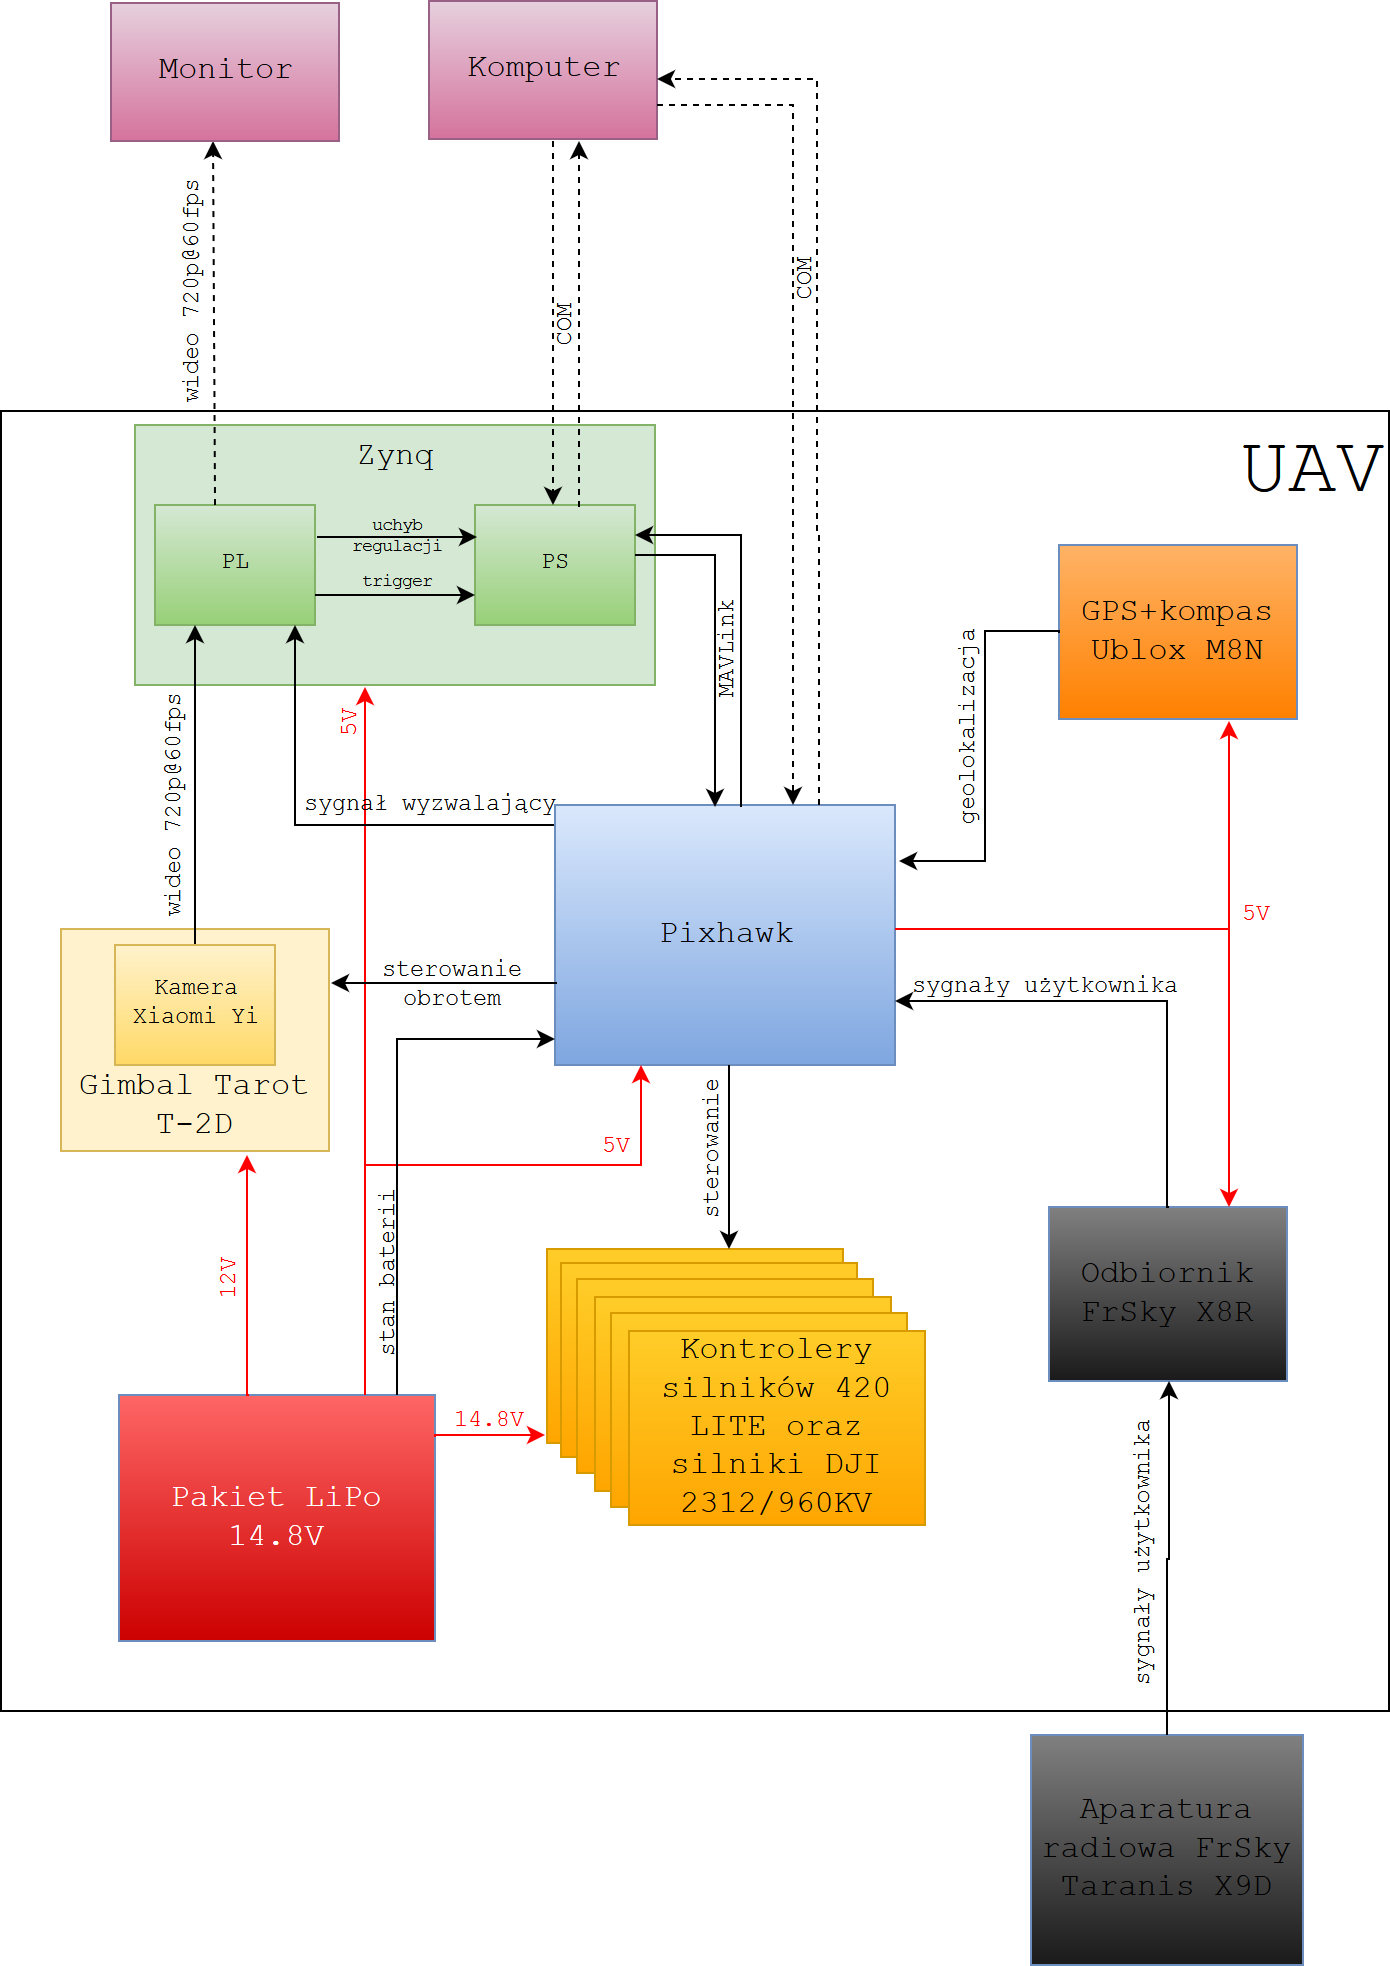 Monitor
Komputer
wideo 720p@60fps
COM
COM
UAV
Zynq
PL
uchyb
regulacji
trigger
PS
MAVLink
GPS+kompas
Ublox M8N
geolokalizacja
5V
wideo 720p@60fps
sygnał wyzwalający
Pixhawk
5V
sterowanie
obrotem
sygnały użytkownika
Kamera
Xiaomi Yi
Gimbal Tarot
T-2D
5V
sterowanie
stan baterii
12V
Odbiornik
FrSky X8R
Kontrolery
silników 420
LITE oraz
silniki DJI
2312/960KV
14.8V
Pakiet LiPo
14.8V
sygnały użytkownika
Aparatura
radiowa FrSky
Taranis X9D